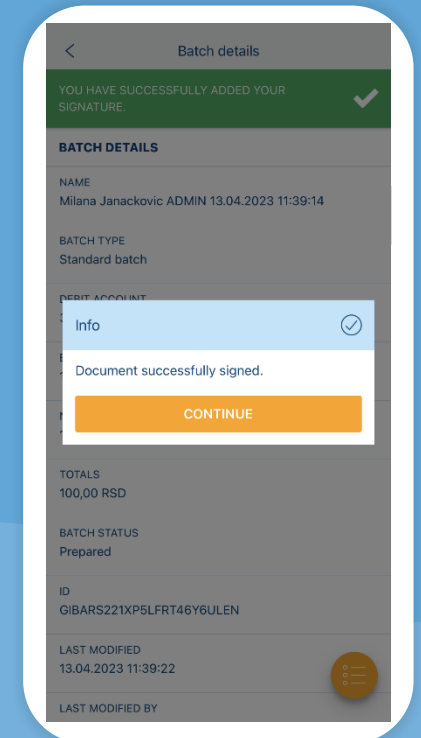 Batch details
YOU HAVE SUCCESSFULLY ADDED YOUR
SIGNATURE.
BATCH DETAILS
NAME
Milana Janackovic ADMIN 13.04.2023 11:39:14
BATCH TYPE
Standard batch
DEBIT ACCOUNT
Info
Document successfully signed.
CONTINUE
TOTALS
100,00 RSD
BATCH STATUS
Prepared
ID
GIBARS221XP5LFRT46Y6ULEN
LAST MODIFIED
13.04.2023 11:39:22
LAST MODIFIED BY